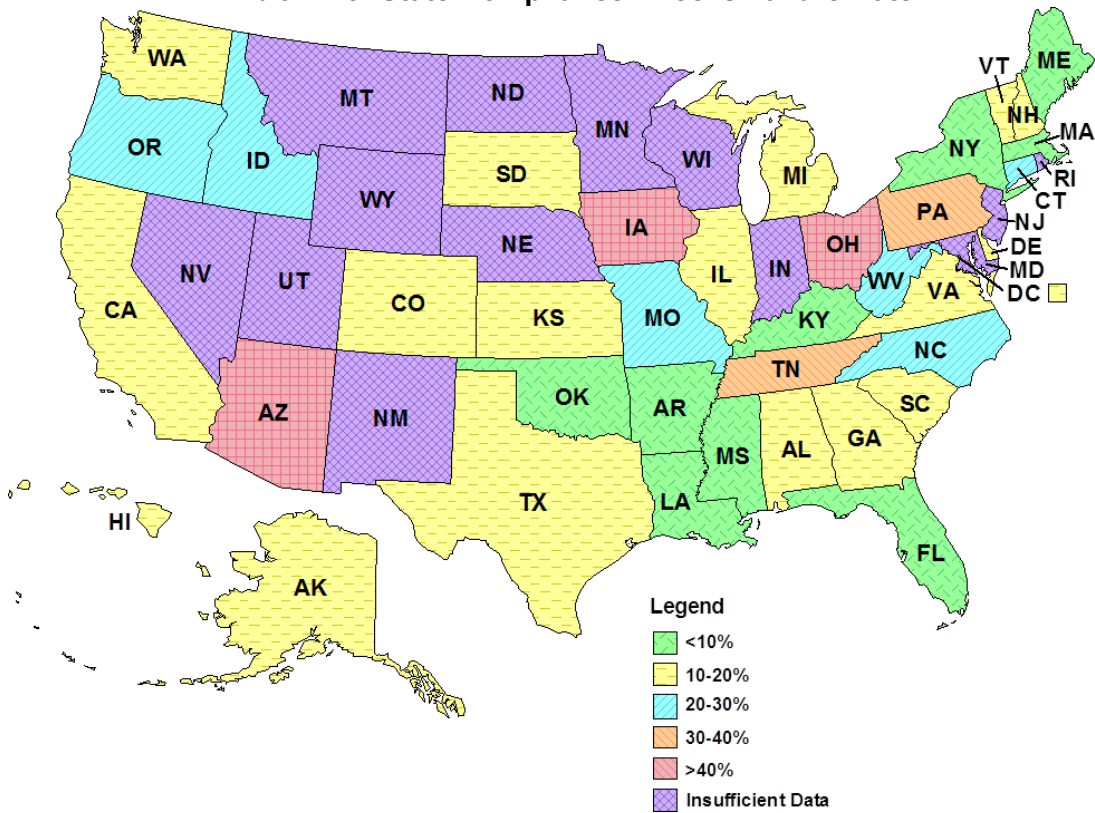 WA
ME
VT
MT
ND
NH
MN
MA
OR
ID
NY
WI
SD
MI
RI
WY
CT
IA
PA
NJ
NE
OH
DE
NV
IL
IN
MD
UT
WV
CO
VA
DC
CA
KS
MO
KY
NC
TN
OK
AZ
AR
SC
NM
GA
AL
MS
TX
LA
HI
FL
AK
Legend
<10%
10-20%
20-30%
30-40%
>40%
Insufficient Data